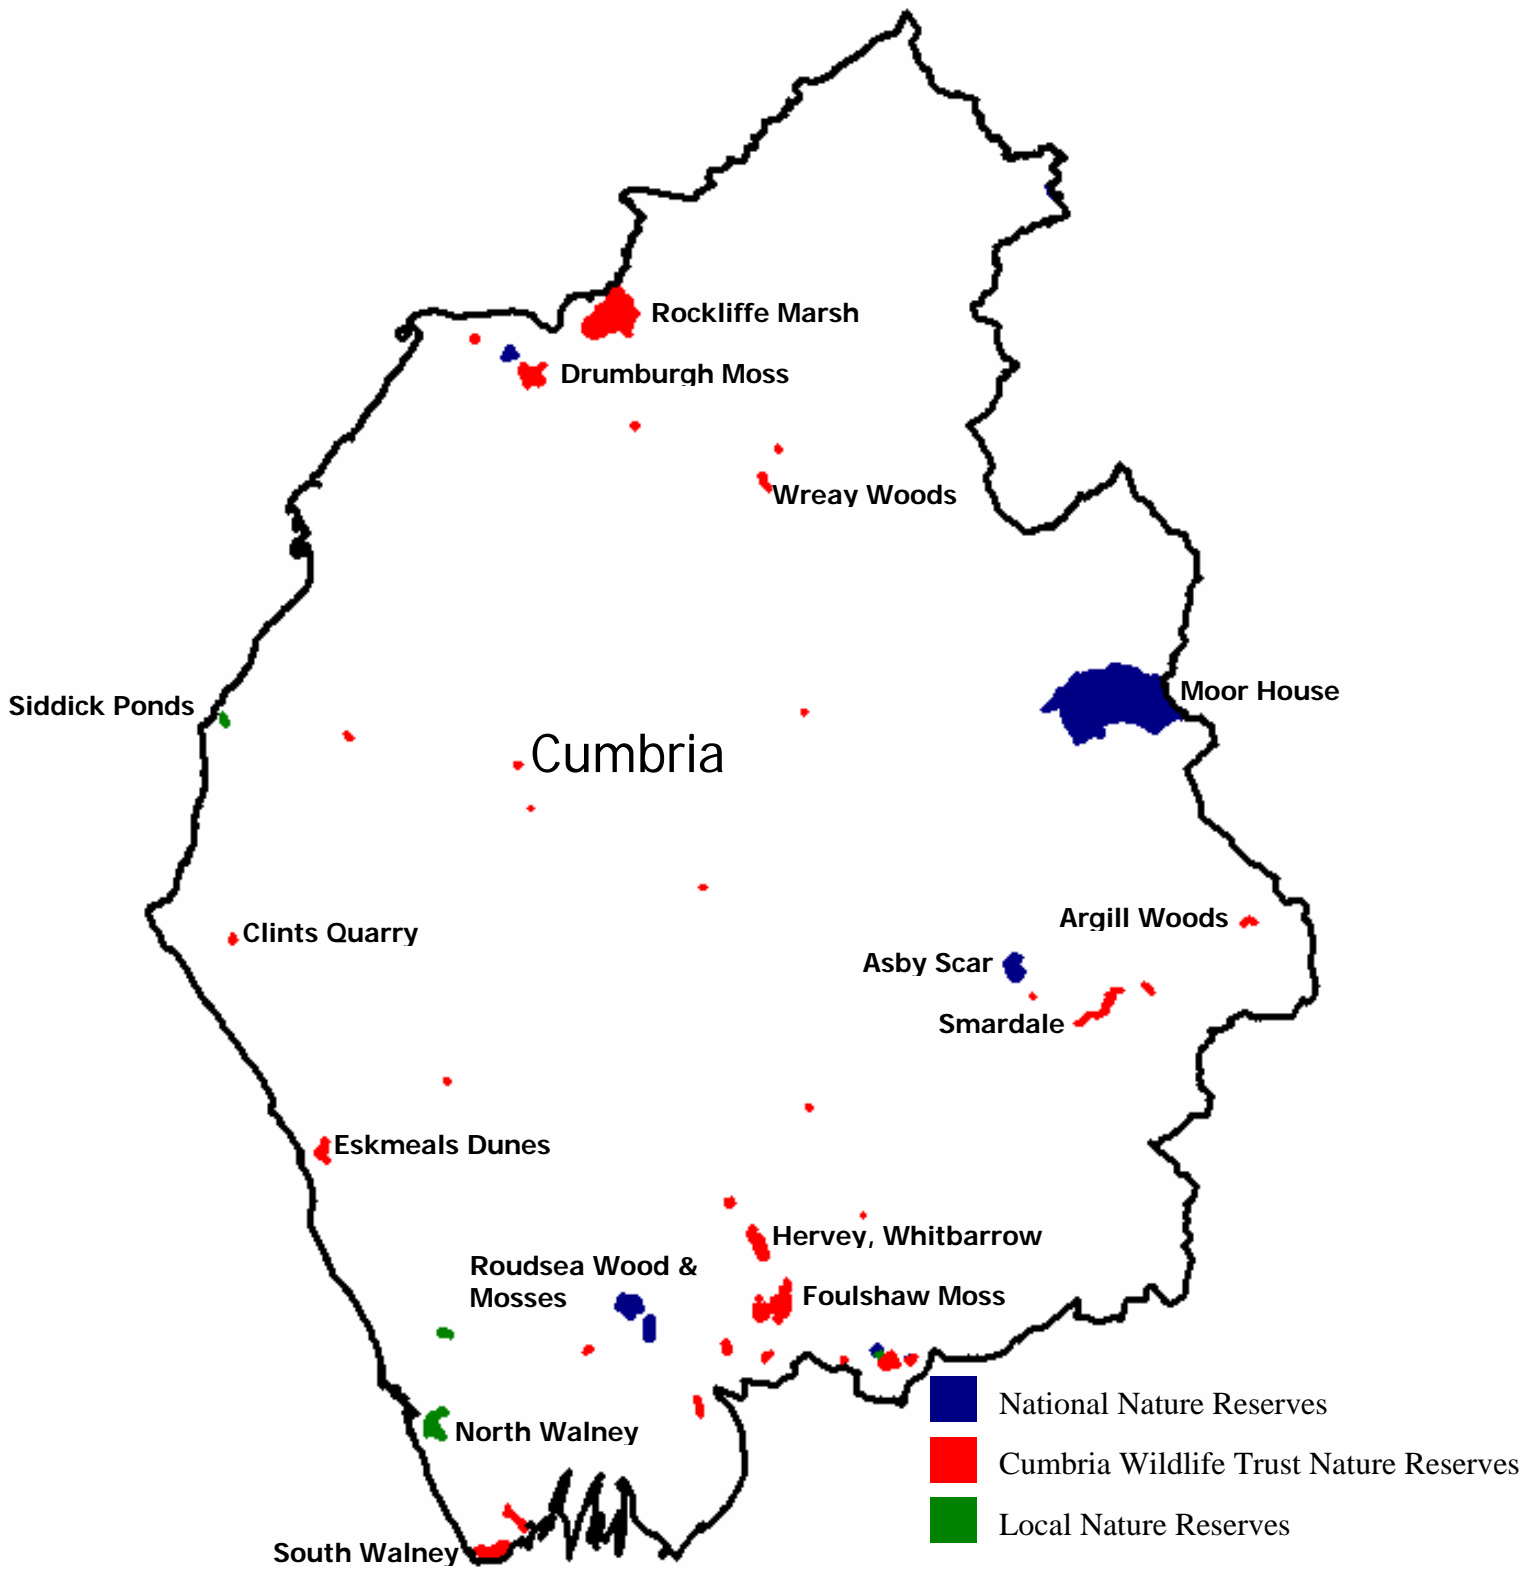 Rockliffe Marsh
Drumburgh Moss
Wreay Woods
Moor House
Siddick Ponds
Cumbria
Argill Woods
Clints Quarry
Asby Scar
Smardale
Eskmeals Dunes
Hervey, Whitbarrow
Roudsea Wood &
Mosses
Foulshaw Moss
National Nature Reserves
North Walney
Cumbria Wildlife Trust Nature Reserves
Local Nature Reserves
South Walney